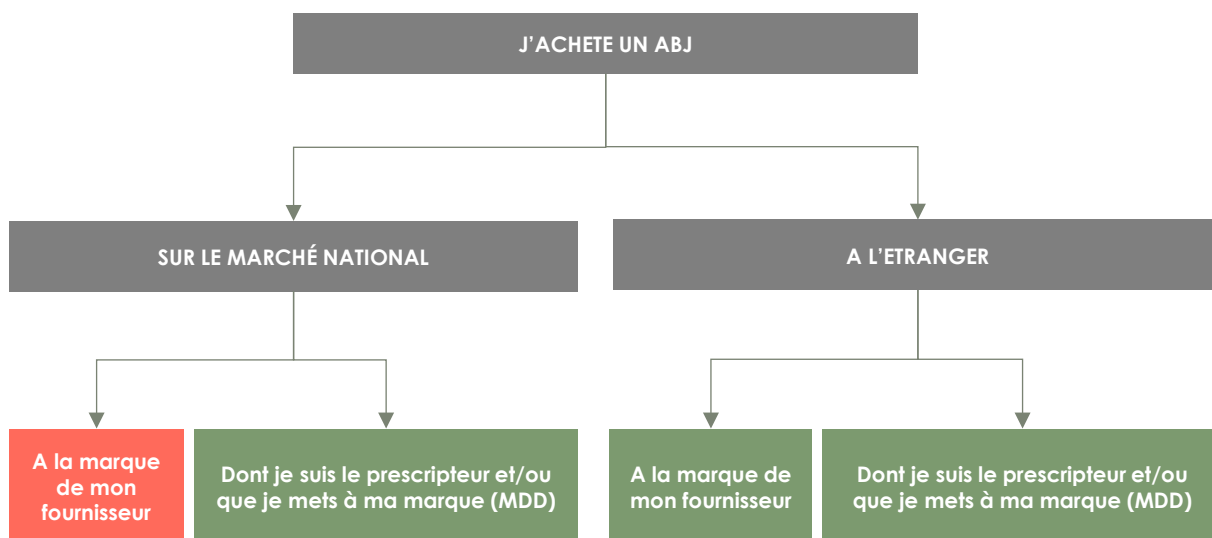 J’ACHETE UN ABJ
SUR LE MARCHÉ NATIONAL
A L’ETRANGER
A la marque
de mon
fournisseur
Dont je suis le prescripteur et/ou
que je mets à ma marque (MDD)
A la marque de
mon fournisseur
Dont je suis le prescripteur et/ou
que je mets à ma marque (MDD)